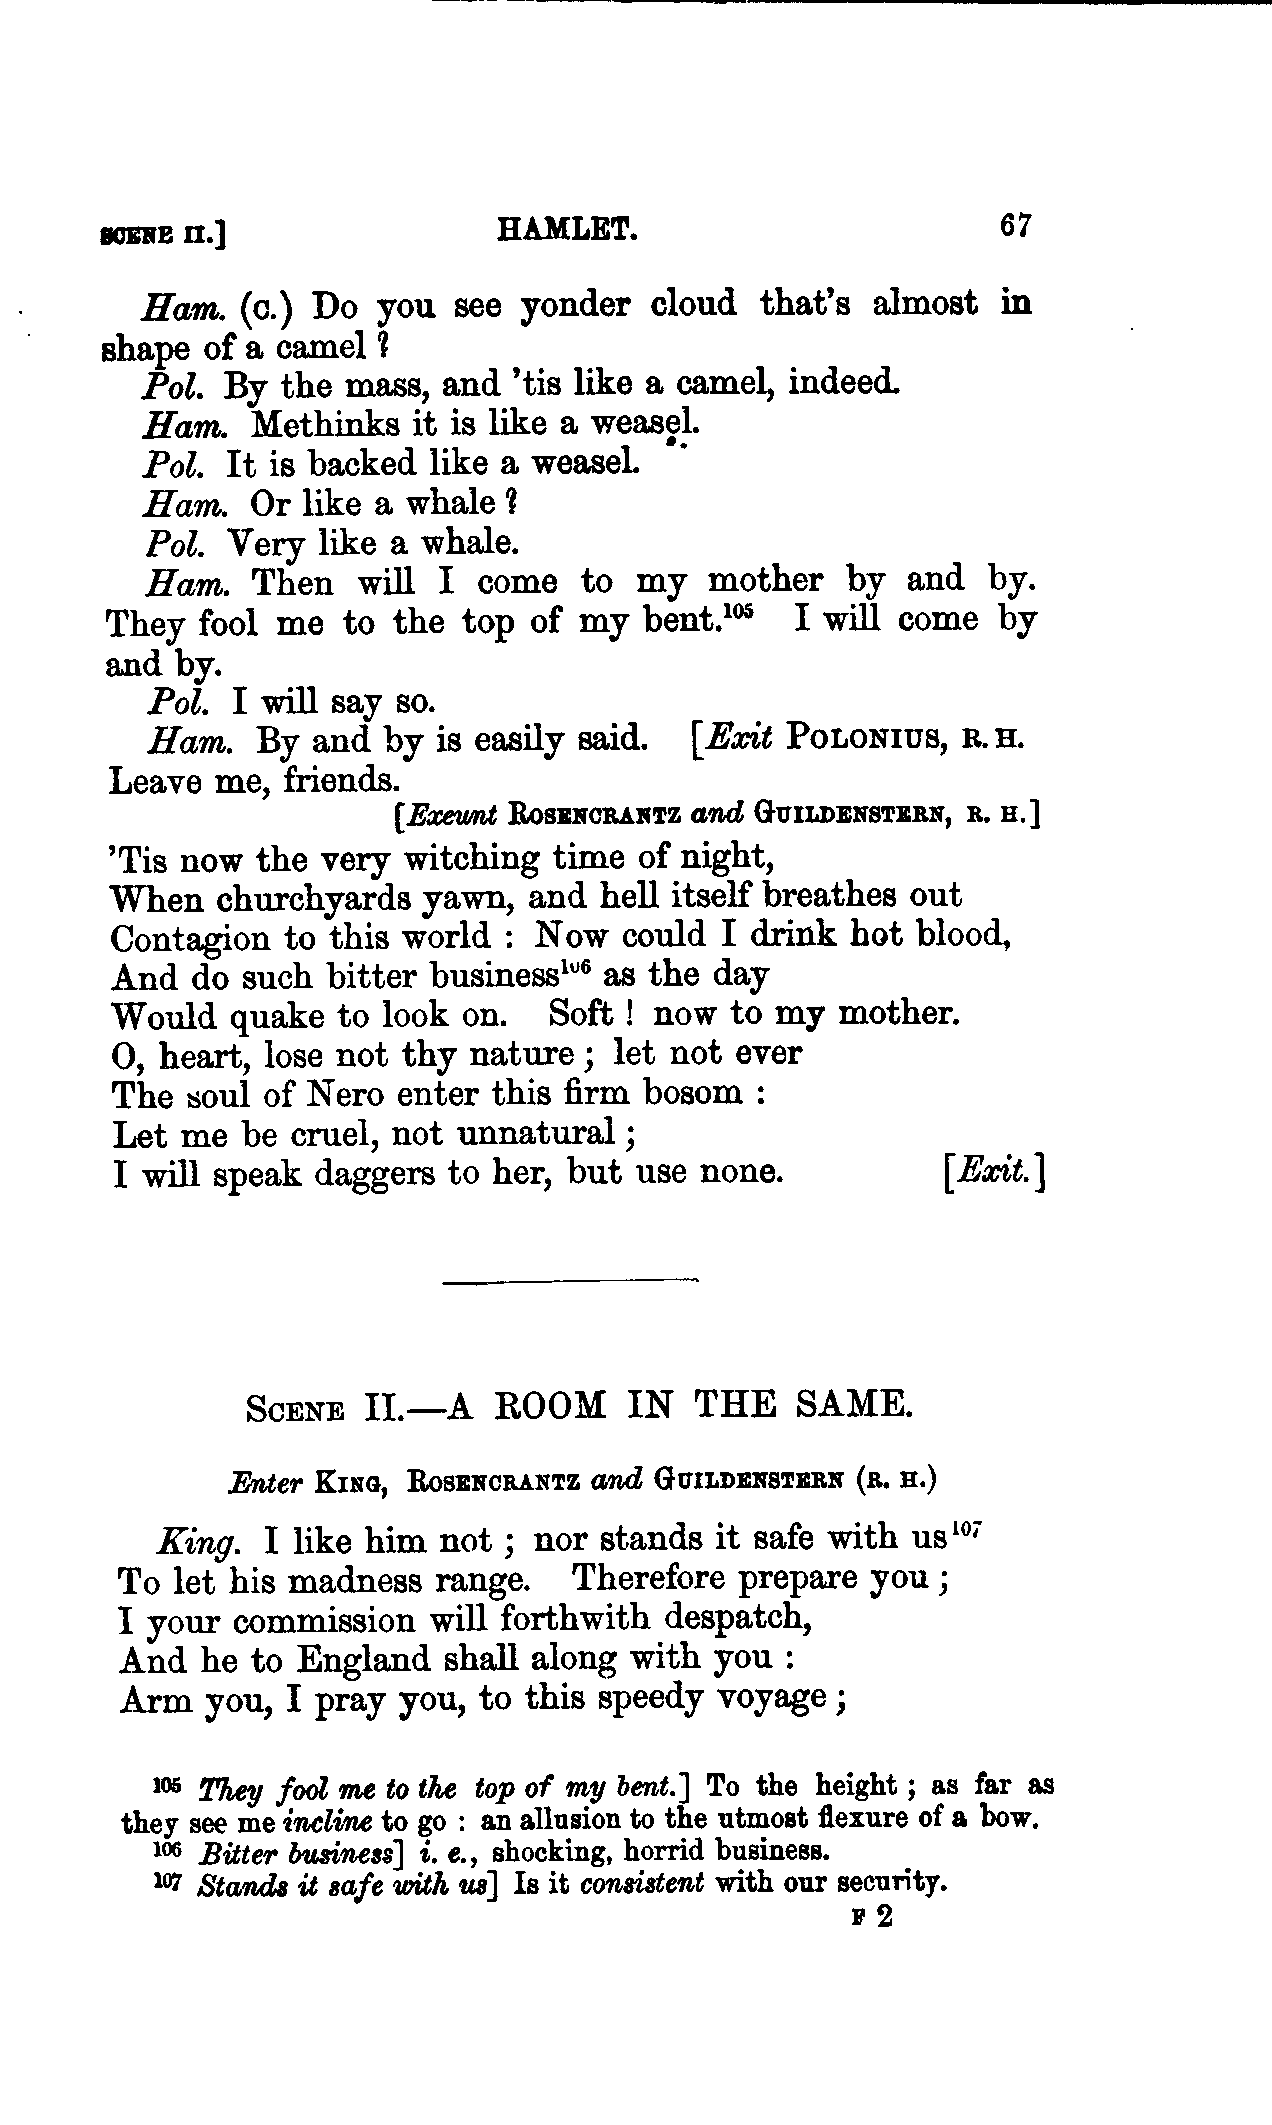 SCENE II.] HAMLET. 67
Ham. (C.) Do you see yonder cloud that's almost in
shape of a camel?
Pol. By the mass, and 'tis like a camel, indeed.
Ham. Methinks it is like a weasel.
Pol. It is backed like a weasel.
Ham. Or like a whale?
Pol. Very like a whale.
Ham. Then will I come to my mother by and by.
They fool me to the top of my bent.105 I will come by
and by.
Pol. I will say so.
Ham. By and by is easily said. [Exit POLONIUS, R. H.
Leave me, friends.
[Exeunt ROSENCRANTZ and GUILDENSTERN, R. H.]
'Tis now the very witching time of night,
When churchyards yawn, and hell itself breathes out
Contagion to this world : Now could I drink hot blood,
And do such bitter business106 as the day
Would quake to look on. Soft ! now to my mother.
O, heart, lose not thy nature ; let not ever
The soul of Nero enter this firm bosom :
Let me be cruel, not unnatural ;
I will speak daggers to her, but use none. [Exit.]
SCENE II.—A ROOM IN THE SAME.
Enter KING, ROSENCRANTZ and GUILDENSTERN (R. H.)
King. I like him not ; nor stands it safe with us107
To let his madness range. Therefore prepare you ;
I your commission will forthwith despatch,
And he to England shall along with you :
Arm you, I pray you, to this speedy voyage ;
105 They fool me to the top of my bent.] To the height ; as far as
they see me incline to go : an allusion to the utmost flexure of a bow.
106 Bitter business] i. e., shocking, horrid business.
107 Stands it safe with us] Is it consistent with our security.
F 2